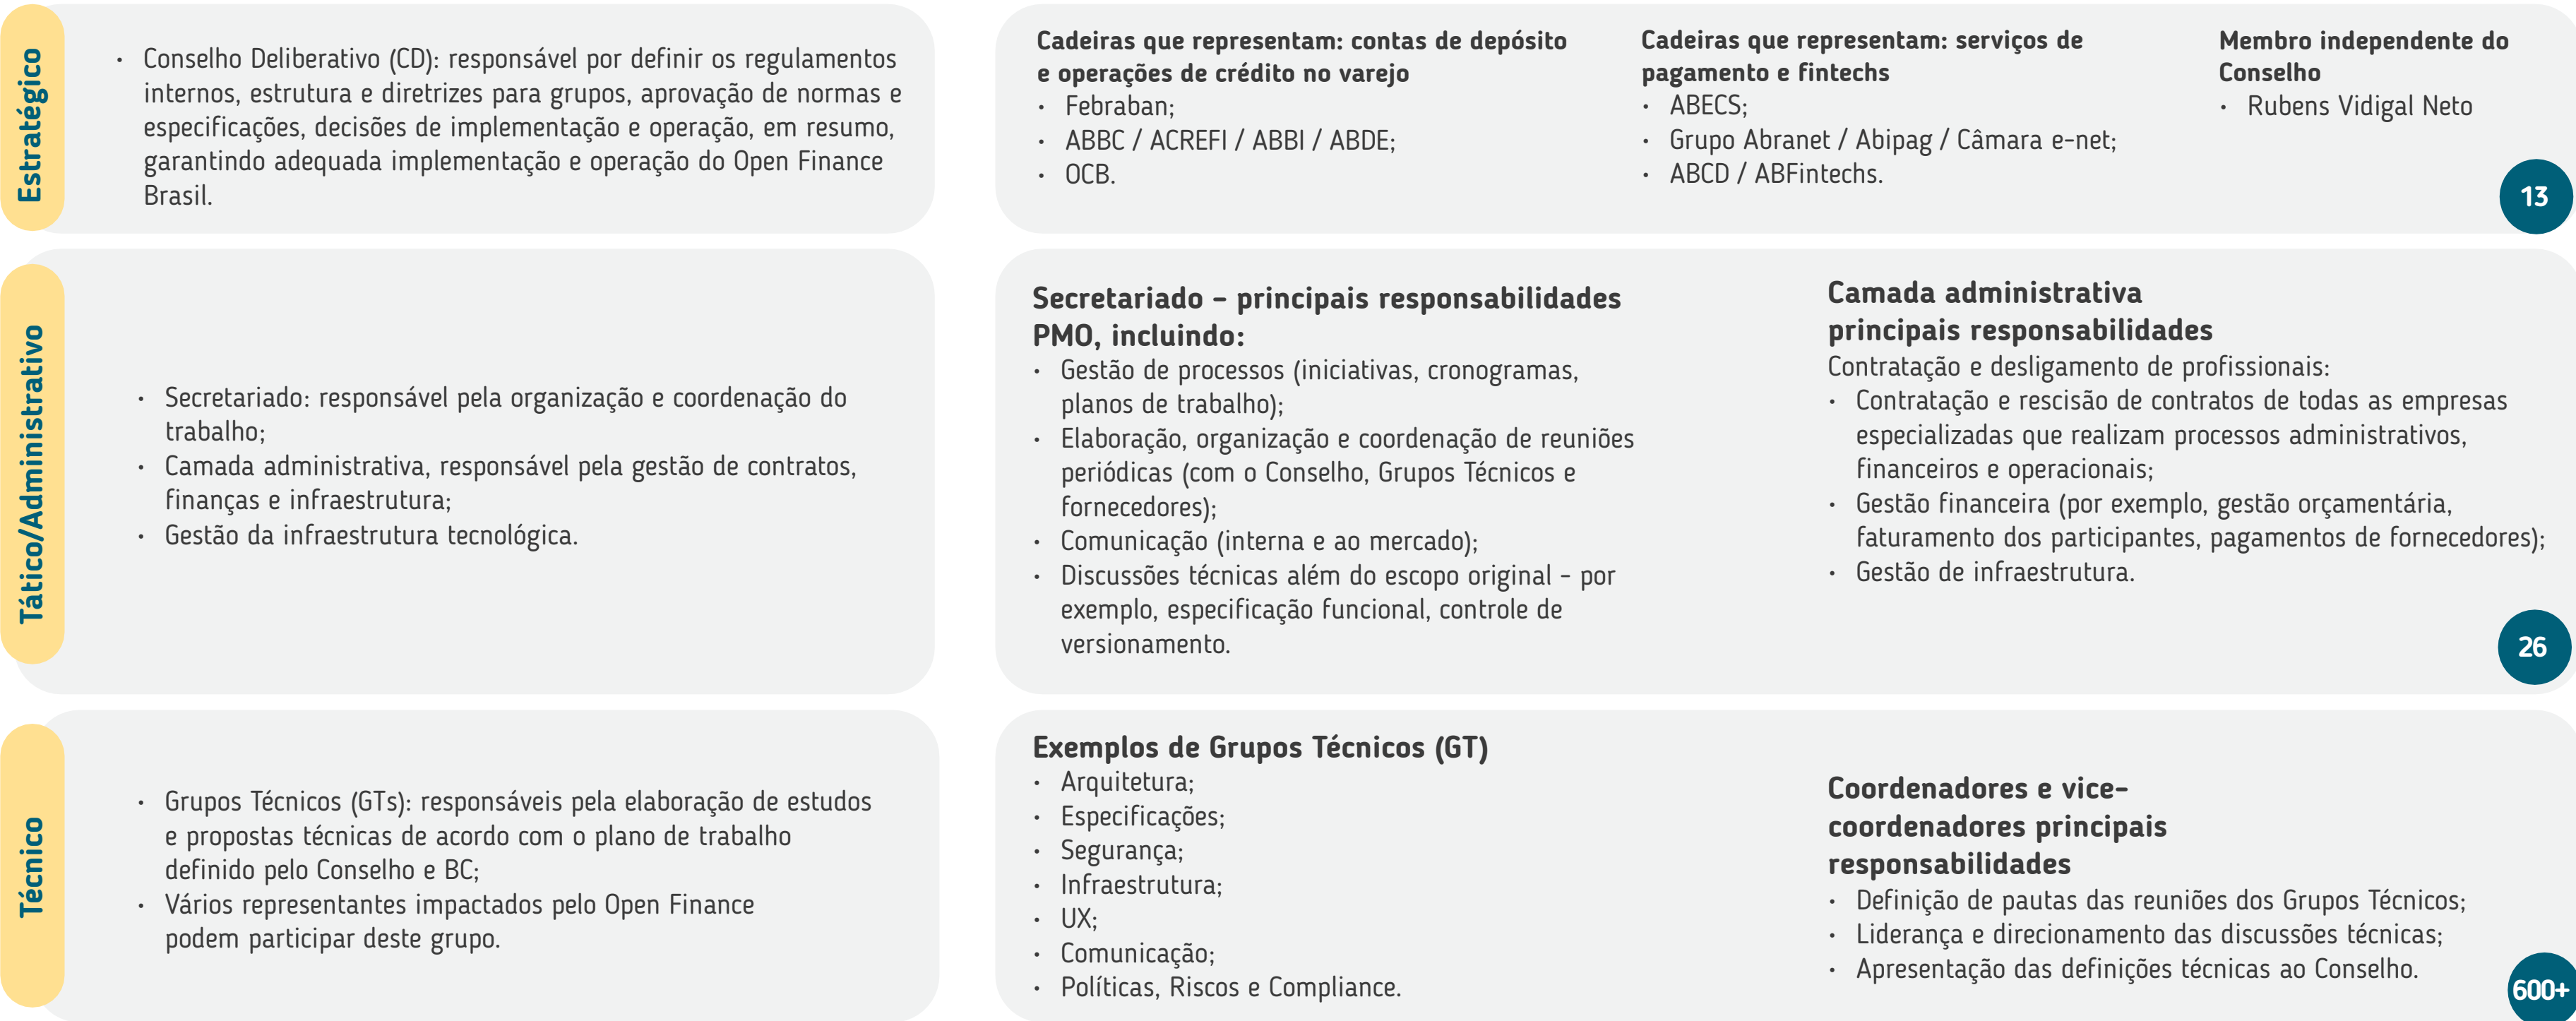 Estratégico
• Conselho Deliberativo (CD): responsável por definir os regulamentos
internos, estrutura e diretrizes para grupos, aprovação de normas e
especificações, decisões de implementação e operação, em resumo,
garantindo adequada implementação e operação do Open Finance
Brasil.
Cadeiras que representam: contas de depósito
e operações de crédito no varejo
• Febraban;
• ABBC / ACREFI / ABBI / ABDE;
• OCB.
Cadeiras que representam: serviços de
pagamento e fintechs
• ABECS;
• Grupo Abranet / Abipag / Câmara e-net;
• ABCD / ABFintechs.
Membro independente do
Conselho
• Rubens Vidigal Neto
13
Tático/Administrativo
• Secretariado: responsável pela organização e coordenação do
trabalho;
• Camada administrativa, responsável pela gestão de contratos,
finanças e infraestrutura;
• Gestão da infraestrutura tecnológica.
Secretariado – principais responsabilidades
PMO, incluindo:
• Gestão de processos (iniciativas, cronogramas,
planos de trabalho);
• Elaboração, organização e coordenação de reuniões
periódicas (com o Conselho, Grupos Técnicos e
fornecedores);
• Comunicação (interna e ao mercado);
• Discussões técnicas além do escopo original – por
exemplo, especificação funcional, controle de
versionamento.
Camada administrativa
principais responsabilidades
Contratação e desligamento de profissionais:
• Contratação e rescisão de contratos de todas as empresas
especializadas que realizam processos administrativos,
financeiros e operacionais;
• Gestão financeira (por exemplo, gestão orçamentária,
faturamento dos participantes, pagamentos de fornecedores);
• Gestão de infraestrutura.
26
Técnico
• Grupos Técnicos (GTs): responsáveis pela elaboração de estudos
e propostas técnicas de acordo com o plano de trabalho
definido pelo Conselho e BC;
• Vários representantes impactados pelo Open Finance
podem participar deste grupo.
Exemplos de Grupos Técnicos (GT)
• Arquitetura;
• Especificações;
• Segurança;
• Infraestrutura;
• UX;
• Comunicação;
• Políticas, Riscos e Compliance.
Coordenadores e vice-
coordenadores principais
responsabilidades
• Definição de pautas das reuniões dos Grupos Técnicos;
• Liderança e direcionamento das discussões técnicas;
• Apresentação das definições técnicas ao Conselho.
600+